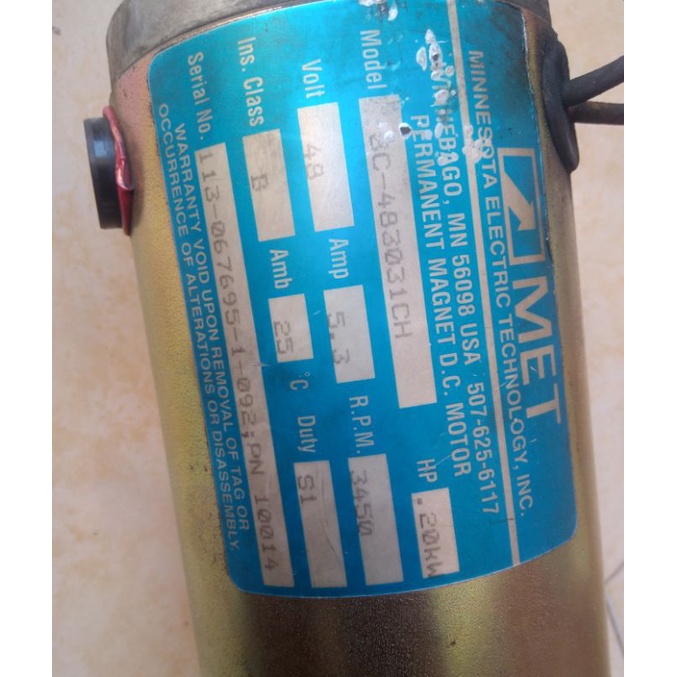 MET
MINNESOTA ELECTRIC TECHNOLOGY, INC.
WINNEBAGO, MN 56098 USA 507-625-6117
PERMANENT MAGNET D.C. MOTOR
HP .20KW
Model 8C-483031CH
Volt 48 Amp 5.3 R.P.M. 3450
Ins. Class B Amb 25 °C Duty S1
Serial No. 113-067695-1-092;PN 10014
WARRANTY VOID UPON REMOVAL OF TAG OR
OCCURRENCE OF ALTERATIONS OR DISASSEMBLY.